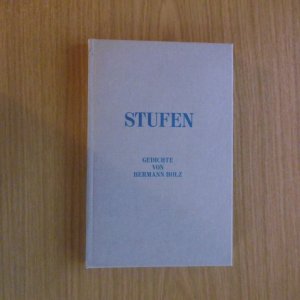 STUFEN
GEDICHTE
VON
HERMANN HOLZ